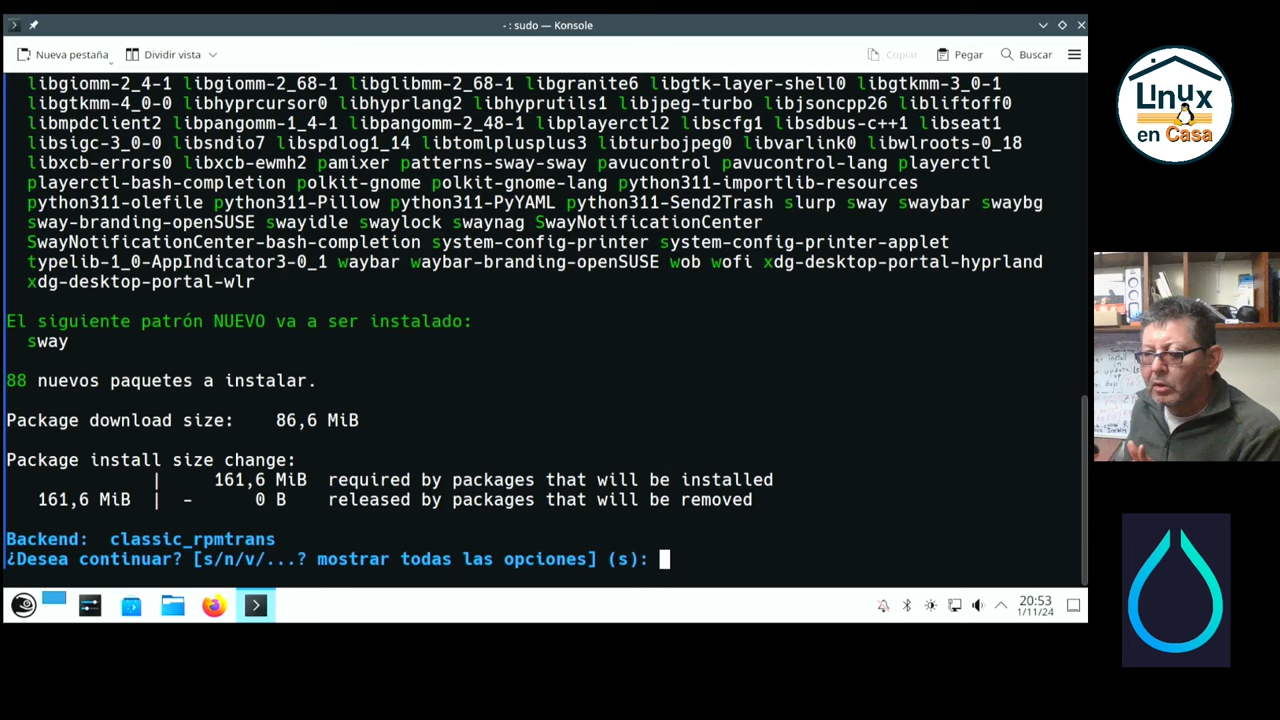 - : sudo — Konsole
Nueva pestaña
Dividir vista
Copiar
Pegar
Buscar
libgiomm-2_4-1 libgiomm-2_68-1 libglibmm-2_68-1 libgranite6 libgtk-layer-shell0 libgtkmm-3_0-1
libgtkmm-4_0-0 libhyprcursor0 libhyprlang2 libhyprutils1 libjpeg-turbo libjsoncpp26 libliftoff0
libmpdclient2 libpangomm-1_4-1 libpangomm-2_48-1 libplayerctl2 libscfg1 libsdbus-c++1 libseat1
libsigc-3_0-0 libsndio7 libspdlog1_14 libtomlplusplus3 libturbojpeg0 libvarlink0 libwlroots-0_18
libxcb-errors0 libxcb-ewmh2 pamixer patterns-sway-sway pavucontrol pavucontrol-lang playerctl
playerctl-bash-completion polkit-gnome polkit-gnome-lang python311-importlib-resources
python311-olefile python311-Pillow python311-PyYAML python311-Send2Trash slurp sway swaybar swaybg
sway-branding-openSUSE swayidle swaylock swaynag SwayNotificationCenter
SwayNotificationCenter-bash-completion system-config-printer system-config-printer-applet
typelib-1_0-AppIndicator3-0_1 waybar waybar-branding-openSUSE wob wofi xdg-desktop-portal-hyprland
xdg-desktop-portal-wlr
El siguiente patrón NUEVO va a ser instalado:
sway
88 nuevos paquetes a instalar.
Package download size: 86,6 MiB
Package install size change:
| 161,6 MiB required by packages that will be installed
161,6 MiB | - 0 B released by packages that will be removed
Backend: classic_rpmtrans
¿Desea continuar? [s/n/v/...? mostrar todas las opciones] (s):
20:53
1/11/24
Linux
en Casa